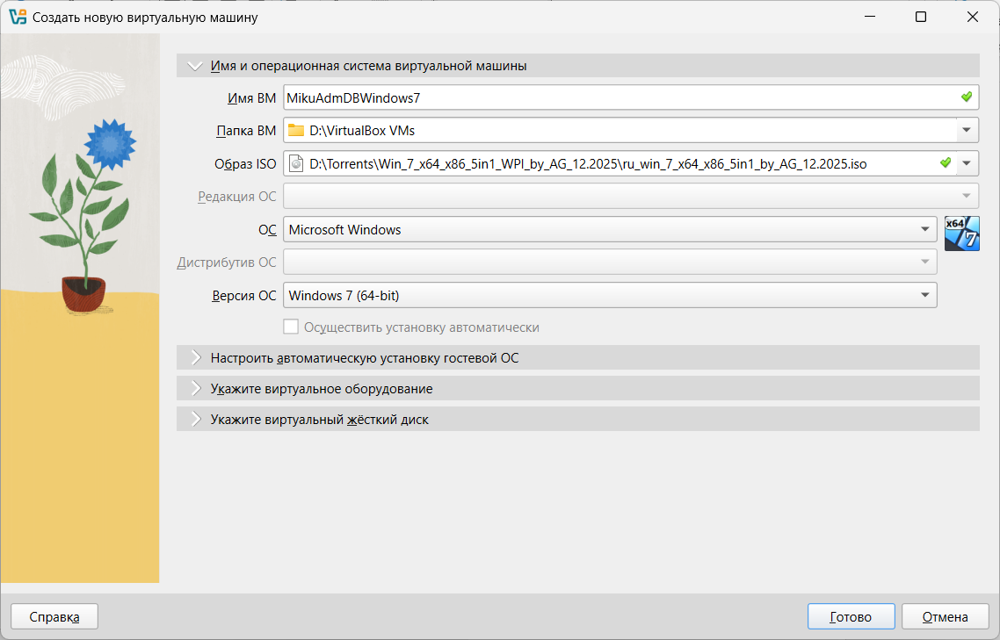 Создать новую виртуальную машину
Имя и операционная система виртуальной машины
Имя ВМ MikuAdmDBWindows7
Папка ВМ D:\VirtualBox VMs
Образ ISO D:\Torrents\Win_7_x64_x86_5in1_WPI_by_AG_12.2025\ru_win_7_x64_x86_5in1_by_AG_12.2025.iso
Редакция ОС
ОС Microsoft Windows
x64 7
Дистрибутив ОС
Версия ОС Windows 7 (64-bit)
Осуществить установку автоматически
Настроить автоматическую установку гостевой ОС
Укажите виртуальное оборудование
Укажите виртуальный жёсткий диск
Справка Готово Отмена